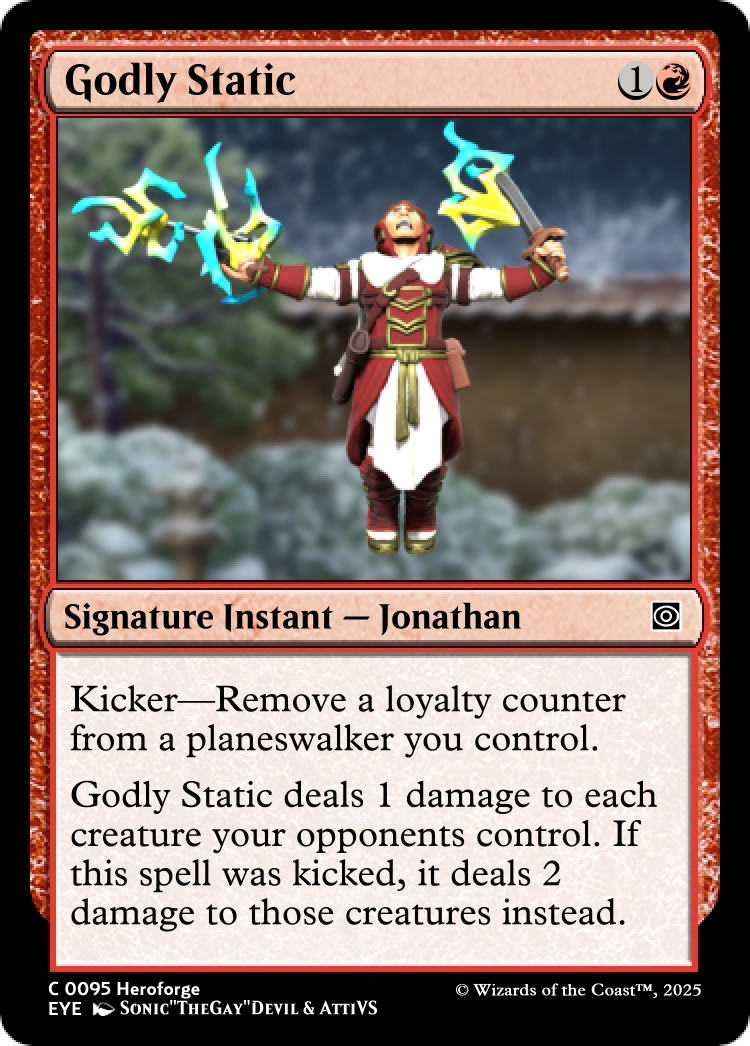 Godly Static 1
Signature Instant — Jonathan
Kicker—Remove a loyalty counter
from a planeswalker you control.
Godly Static deals 1 damage to each
creature your opponents control. If
this spell was kicked, it deals 2
damage to those creatures instead.
C 0095 Heroforge © Wizards of the Coast™, 2025
EYE Sonic"TheGay"Devil & AttiVS